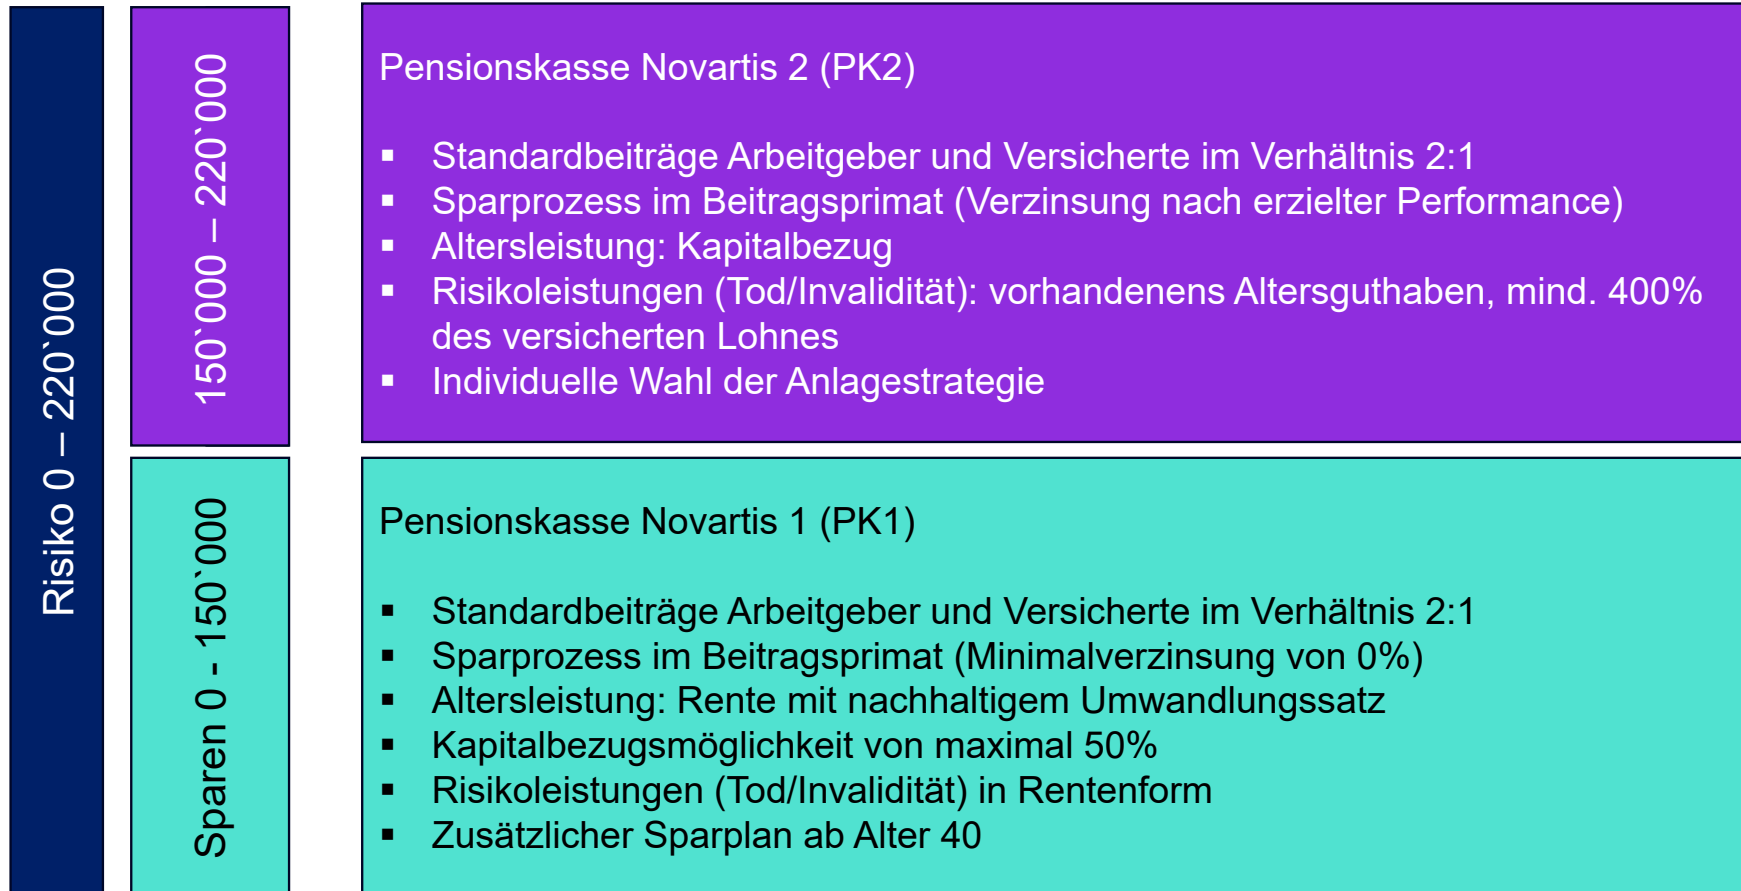 Risiko 0 – 220`000
150`000 – 220`000
Pensionskasse Novartis 2 (PK2)
▪ Standardbeiträge Arbeitgeber und Versicherte im Verhältnis 2:1
▪ Sparprozess im Beitragsprimat (Verzinsung nach erzielter Performance)
▪ Altersleistung: Kapitalbezug
▪ Risikoleistungen (Tod/Invalidität): vorhandenens Altersguthaben, mind. 400%
des versicherten Lohnes
▪ Individuelle Wahl der Anlagestrategie
Sparen 0 - 150`000
Pensionskasse Novartis 1 (PK1)
▪ Standardbeiträge Arbeitgeber und Versicherte im Verhältnis 2:1
▪ Sparprozess im Beitragsprimat (Minimalverzinsung von 0%)
▪ Altersleistung: Rente mit nachhaltigem Umwandlungssatz
▪ Kapitalbezugsmöglichkeit von maximal 50%
▪ Risikoleistungen (Tod/Invalidität) in Rentenform
▪ Zusätzlicher Sparplan ab Alter 40